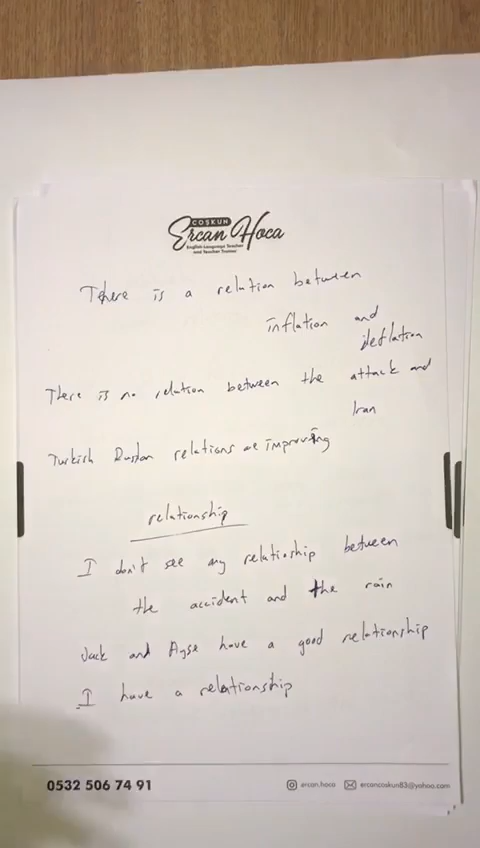 COSKUN
Ercan Hoca
English Language Teacher
and Teacher Trainer
There is a relation between
inflation and
deflation
There is no relation between the attack and
Iran
Turkish Russian relations are improving
relationship
I don't see any relatioship between
the accident and the rain
Jack and Ayşe have a good relationship
I have a relationship
0532 506 74 91
ercan.hoca
ercancoskun83@yahoo.com